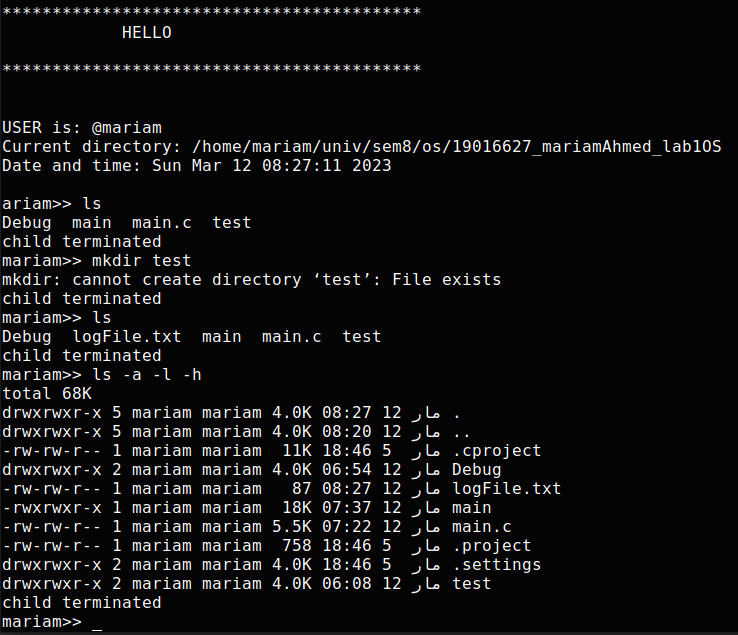 ******************************************
HELLO
******************************************
USER is: @mariam
Current directory: /home/mariam/univ/sem8/os/19016627_mariamAhmed_lab1OS
Date and time: Sun Mar 12 08:27:11 2023
ariam>> ls
Debug  main  main.c  test
child terminated
mariam>> mkdir test
mkdir: cannot create directory ‘test’: File exists
child terminated
mariam>> ls
Debug  logFile.txt  main  main.c  test
child terminated
mariam>> ls -a -l -h
total 68K
drwxrwxr-x 5 mariam mariam 4.0K 08:27 12 مار .
drwxrwxr-x 5 mariam mariam 4.0K 08:20 12 مار ..
-rw-rw-r-- 1 mariam mariam  11K 18:46 5  مار .cproject
drwxrwxr-x 2 mariam mariam 4.0K 06:54 12 مار Debug
-rw-rw-r-- 1 mariam mariam   87 08:27 12 مار logFile.txt
-rwxrwxr-x 1 mariam mariam  18K 07:37 12 مار main
-rw-rw-r-- 1 mariam mariam 5.5K 07:22 12 مار main.c
-rw-rw-r-- 1 mariam mariam  758 18:46 5  مار .project
drwxrwxr-x 2 mariam mariam 4.0K 18:46 5  مار .settings
drwxrwxr-x 2 mariam mariam 4.0K 06:08 12 مار test
child terminated
mariam>> _